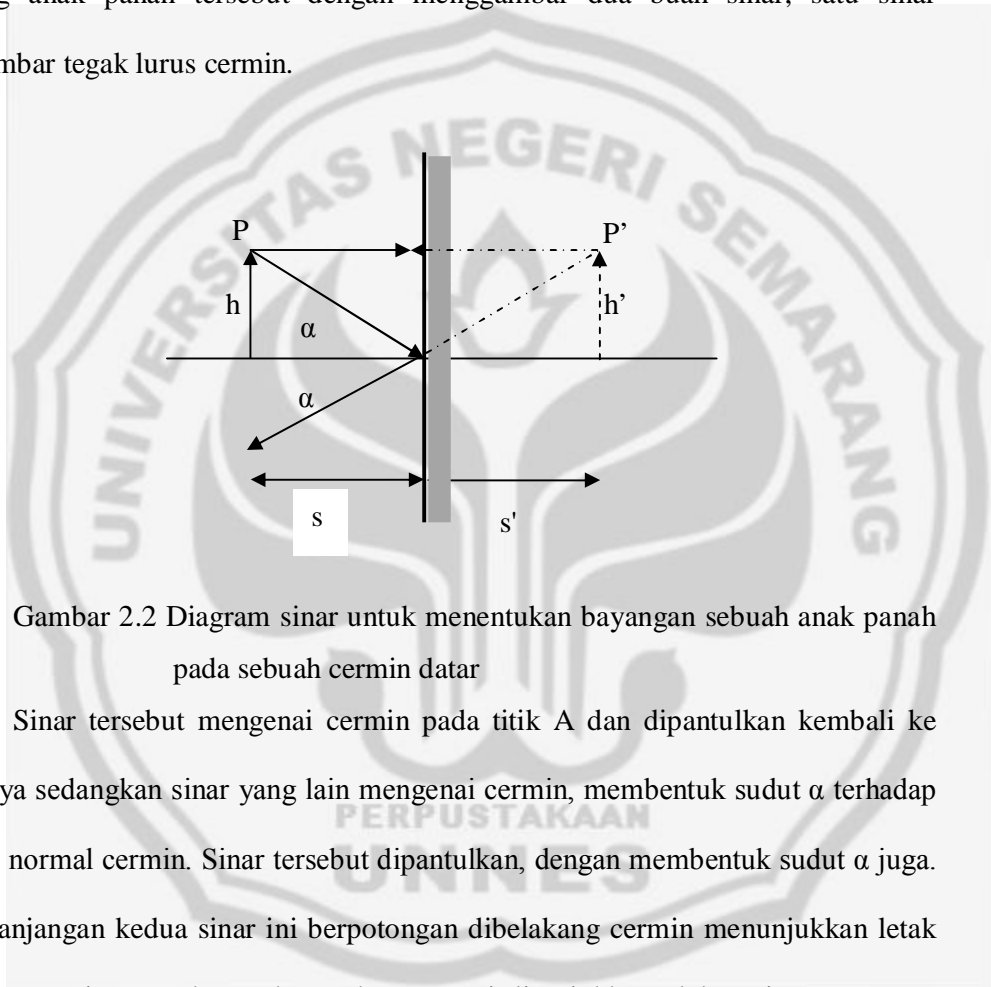 anak panah tersebut dengan menggambar dua buah sinar, satu sinar
tegak lurus cermin.
UNIVERSITAS NEGERI SEMARANG
P
P’
h
h’
α
α
s
s'
Gambar 2.2 Diagram sinar untuk menentukan bayangan sebuah anak panah
pada sebuah cermin datar
Sinar tersebut mengenai cermin pada titik A dan dipantulkan kembali ke
sedangkan sinar yang lain mengenai cermin, membentuk sudut α terhadap
PERPUSTAKAAN
normal cermin. Sinar tersebut dipantulkan, dengan membentuk sudut α juga.
UNNES
kedua sinar ini berpotongan dibelakang cermin menunjukkan letak